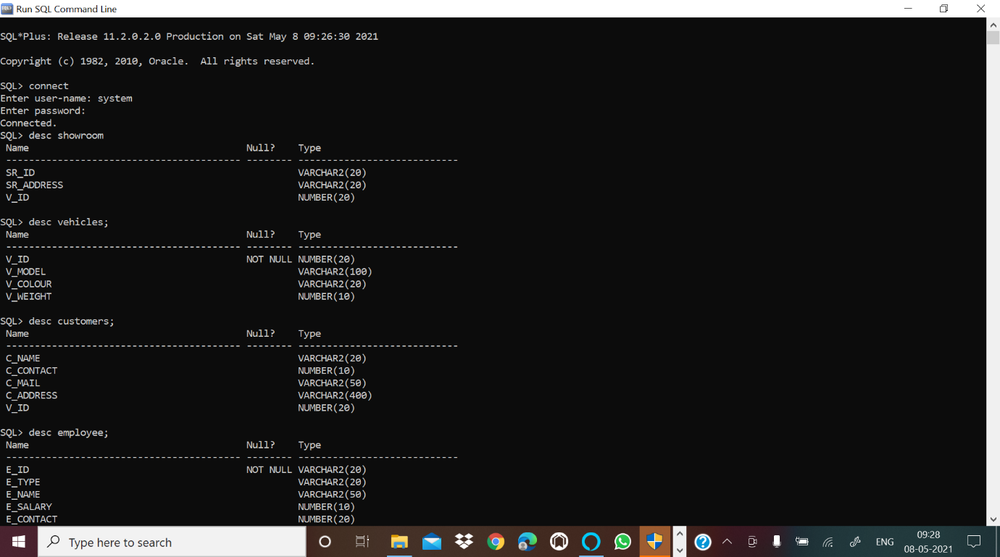 Run SQL Command Line
SQL*Plus: Release 11.2.0.2.0 Production on Sat May 8 09:26:30 2021
Copyright (c) 1982, 2010, Oracle.  All rights reserved.
SQL> connect
Enter user-name: system
Enter password:
Connected.
SQL> desc showroom
 Name                                      Null?    Type
 ----------------------------------------- -------- ----------------------------
 SR_ID                                              VARCHAR2(20)
 SR_ADDRESS                                         VARCHAR2(20)
 V_ID                                               NUMBER(20)
SQL> desc vehicles;
 Name                                      Null?    Type
 ----------------------------------------- -------- ----------------------------
 V_ID                                      NOT NULL NUMBER(20)
 V_MODEL                                            VARCHAR2(100)
 V_COLOUR                                           VARCHAR2(20)
 V_WEIGHT                                           NUMBER(10)
SQL> desc customers;
 Name                                      Null?    Type
 ----------------------------------------- -------- ----------------------------
 C_NAME                                             VARCHAR2(20)
 C_CONTACT                                          NUMBER(10)
 C_MAIL                                             VARCHAR2(50)
 C_ADDRESS                                          VARCHAR2(400)
 V_ID                                               NUMBER(20)
SQL> desc employee;
 Name                                      Null?    Type
 ----------------------------------------- -------- ----------------------------
 E_ID                                      NOT NULL VARCHAR2(20)
 E_TYPE                                             VARCHAR2(20)
 E_NAME                                             VARCHAR2(50)
 E_SALARY                                           NUMBER(10)
 E_CONTACT                                          NUMBER(20)
Type here to search
ENG
09:28
08-05-2021